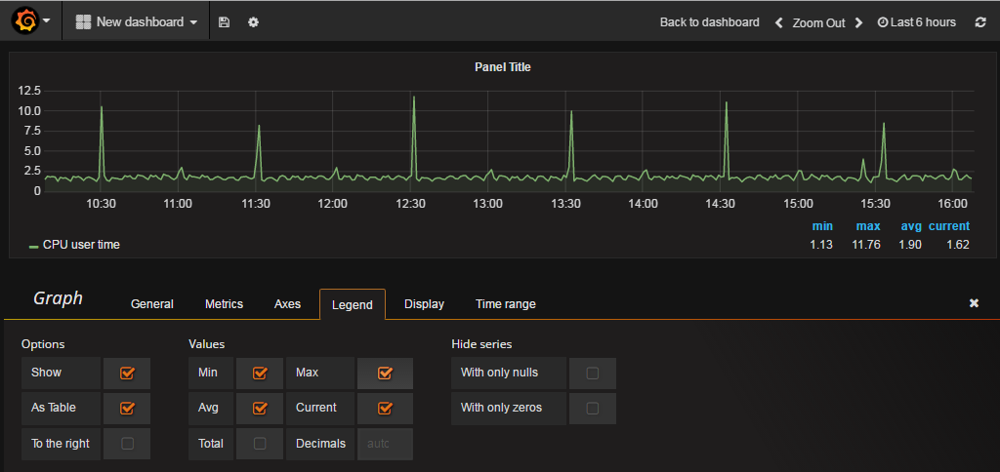 New dashboard Back to dashboard Zoom Out Last 6 hours
Panel Title
12.5
10.0
7.5
5.0
2.5
0
10:30 11:00 11:30 12:00 12:30 13:00 13:30 14:00 14:30 15:00 15:30 16:00
min max avg current
CPU user time 1.13 11.76 1.90 1.62
Graph General Metrics Axes Legend Display Time range
Options Values Hide series
Show Min Max With only nulls
As Table Avg Current With only zeros
To the right Total Decimals auto